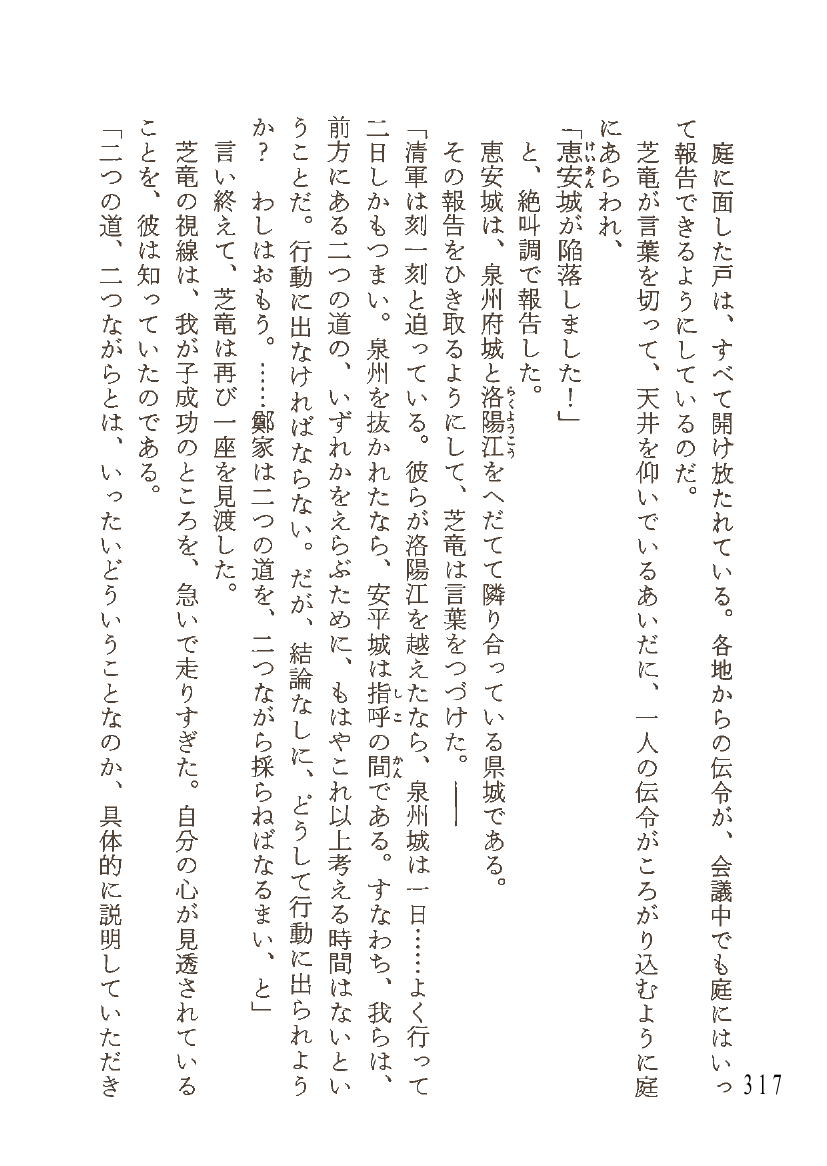 庭に面した戸は、すべて開け放たれている。各地からの伝令が、会議中でも庭にはいっ
て報告できるようにしているのだ。
芝竜が言葉を切って、天井を仰いでいるあいだに、一人の伝令がころがり込むように庭
にあらわれ、
「恵安城が陥落しました！」
けいあん
と、絶叫調で報告した。
恵安城は、泉州府城と洛陽江をへだてて隣り合っている県城である。
らくようこう
その報告をひき取るようにして、芝竜は言葉をつづけた。――
「清軍は刻一刻と迫っている。彼らが洛陽江を越えたなら、泉州城は一日……よく行って
二日しかもつまい。泉州を抜かれたなら、安平城は指呼の間である。すなわち、我らは、
しこ
かん
前方にある二つの道の、いずれかをえらぶために、もはやこれ以上考える時間はないとい
うことだ。行動に出なければならない。だが、結論なしに、どうして行動に出られよう
か？　わしはおもう。……鄭家は二つの道を、二つながら採らねばなるまい、と」
言い終えて、芝竜は再び一座を見渡した。
芝竜の視線は、我が子成功のところを、急いで走りすぎた。自分の心が見透されている
ことを、彼は知っていたのである。
「二つの道、二つながらとは、いったいどういうことなのか、具体的に説明していただき
317